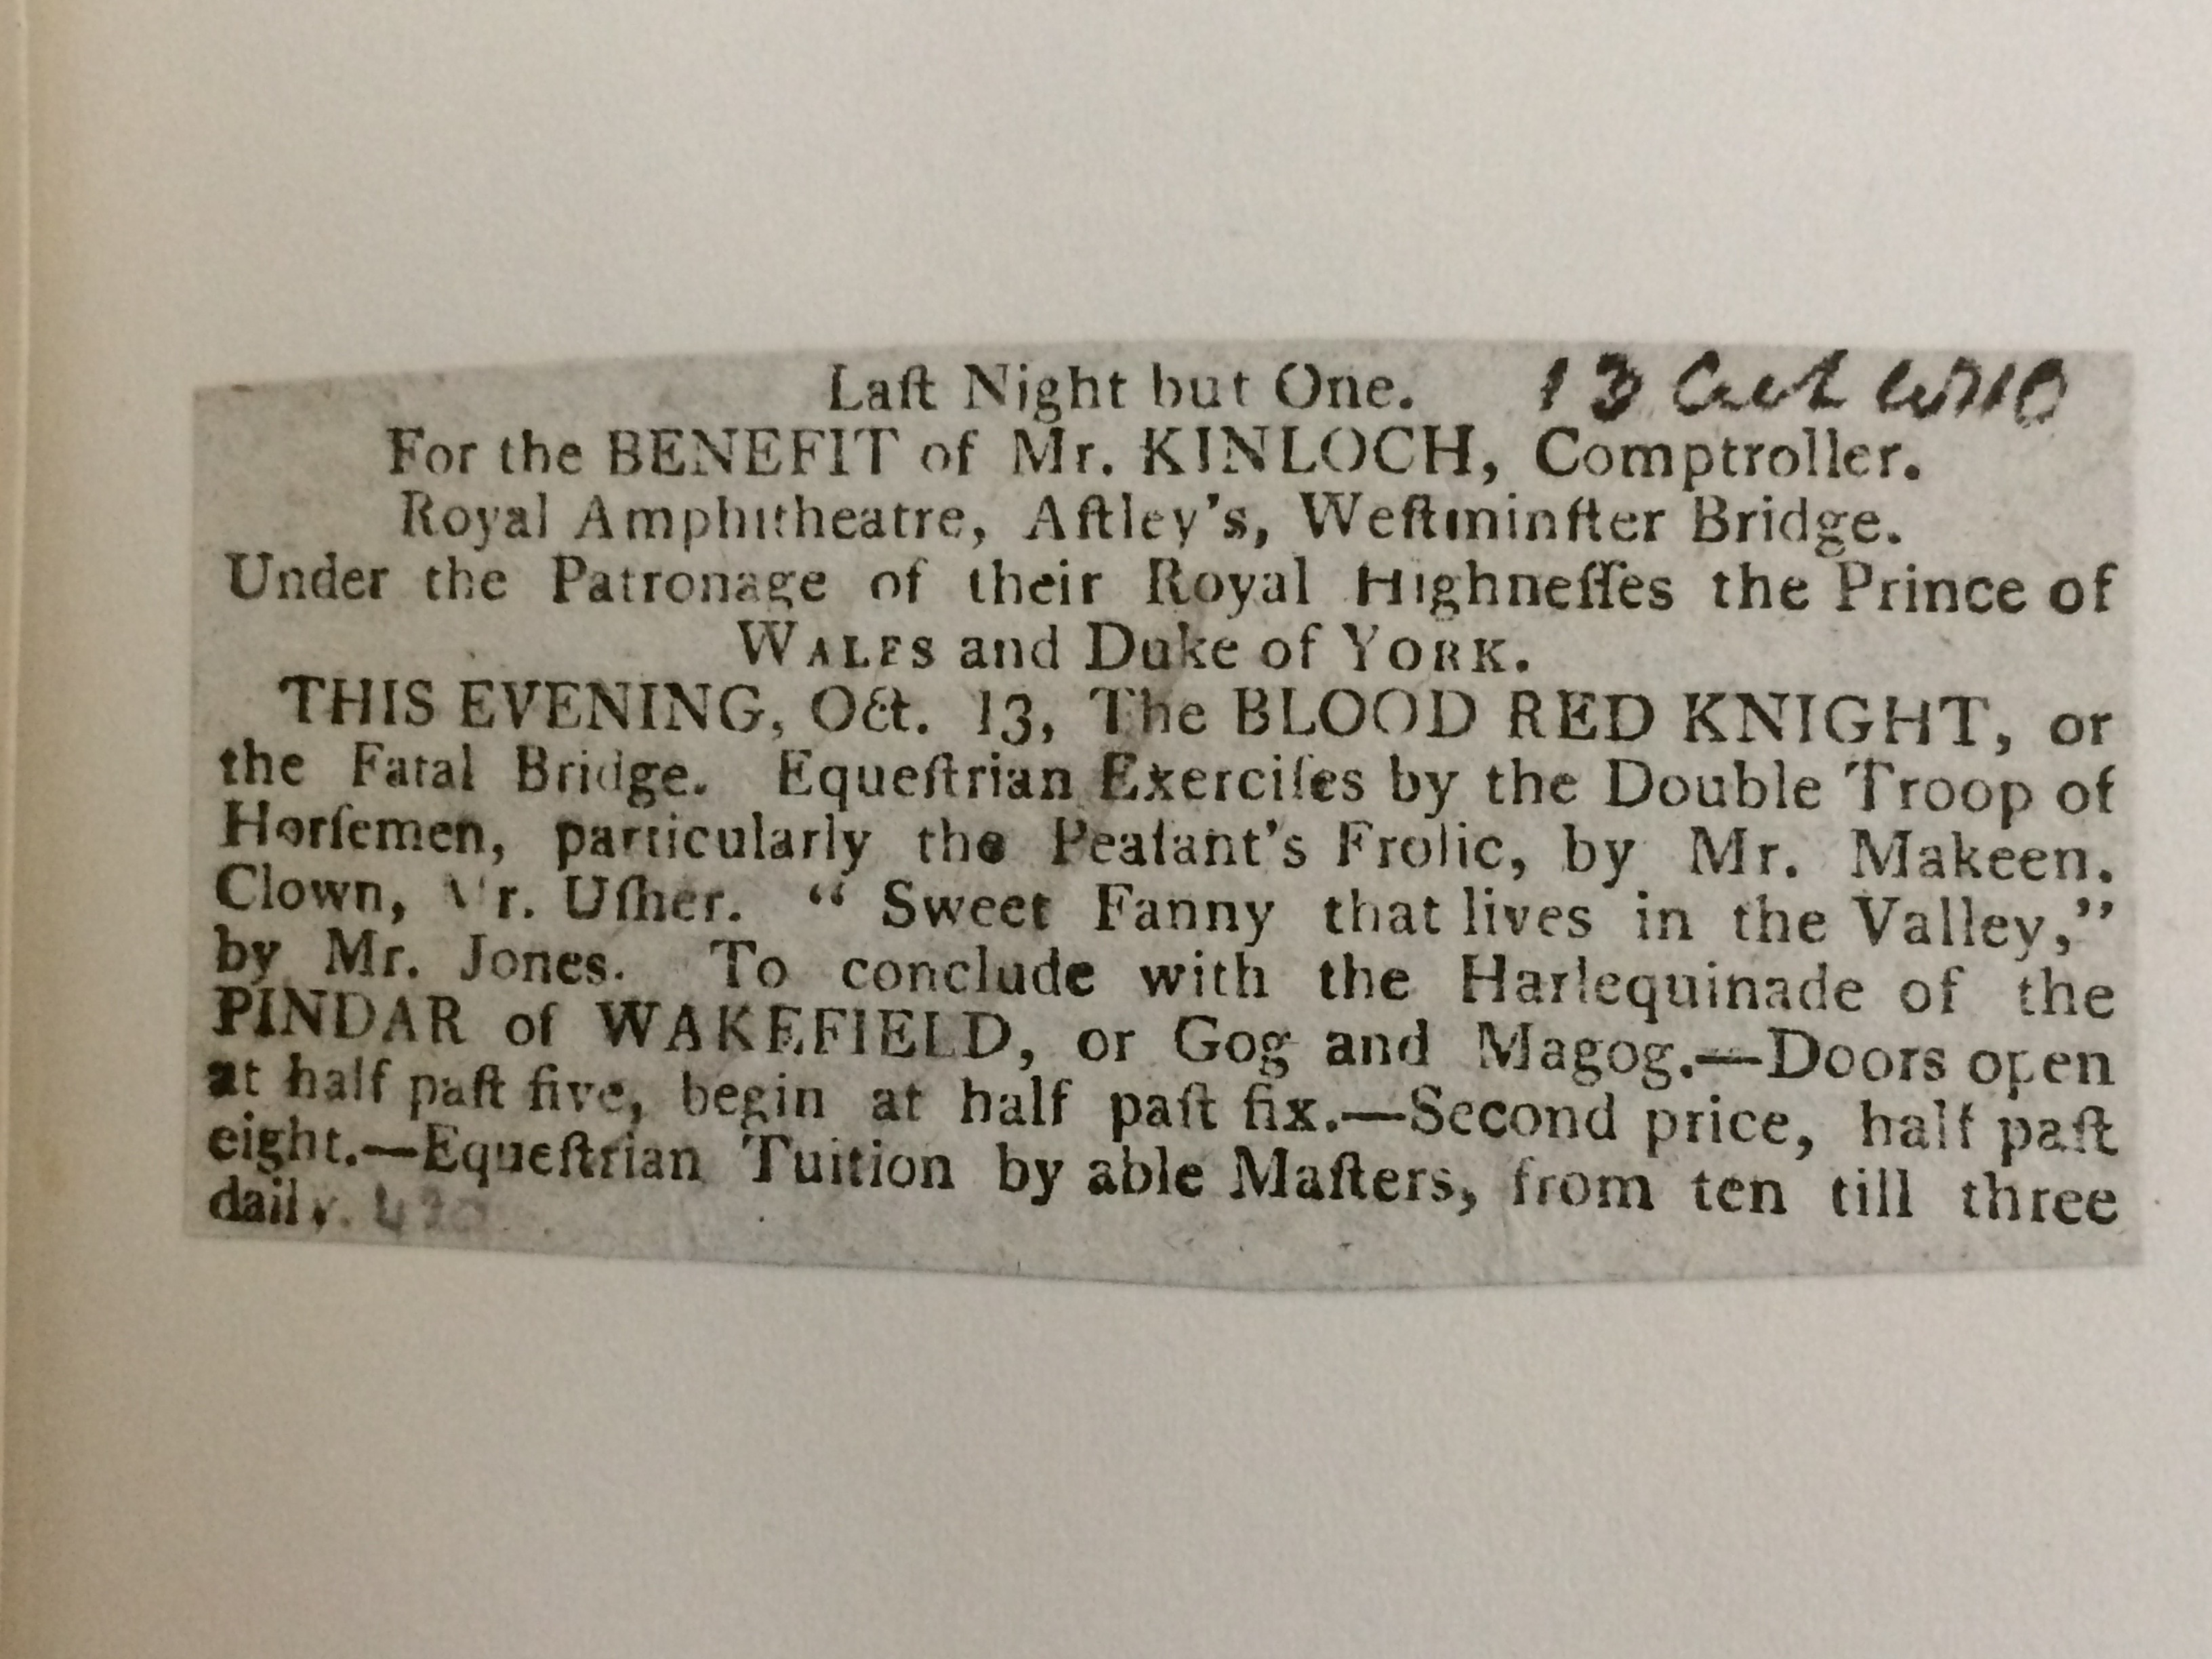 Laſt Night but One. 13
For the BENEFIT of Mr. KINLOCH, Comptroller.
Royal Amphitheatre, Aſtley's, Weſtminſter Bridge.
Under the Patronage of their Royal Highneſſes the Prince of
WALES and Duke of YORK.
THIS EVENING, Oct. 13, The BLOOD RED KNIGHT, or
the Fatal Bridge. Equeſtrian Exerciſes by the Double Troop of
Horſemen, particularly the Peaſant's Frolic, by Mr. Makeen.
Clown, Mr. Uſher. “ Sweet Fanny that lives in the Valley,”
by Mr. Jones. To conclude with the Harlequinade of the
PINDAR of WAKEFIELD, or Gog and Magog.—Doors open
at half paſt five, begin at half paſt ſix.—Second price, half paſt
eight.—Equeſtrian Tuition by able Maſters, from ten till three
daily.